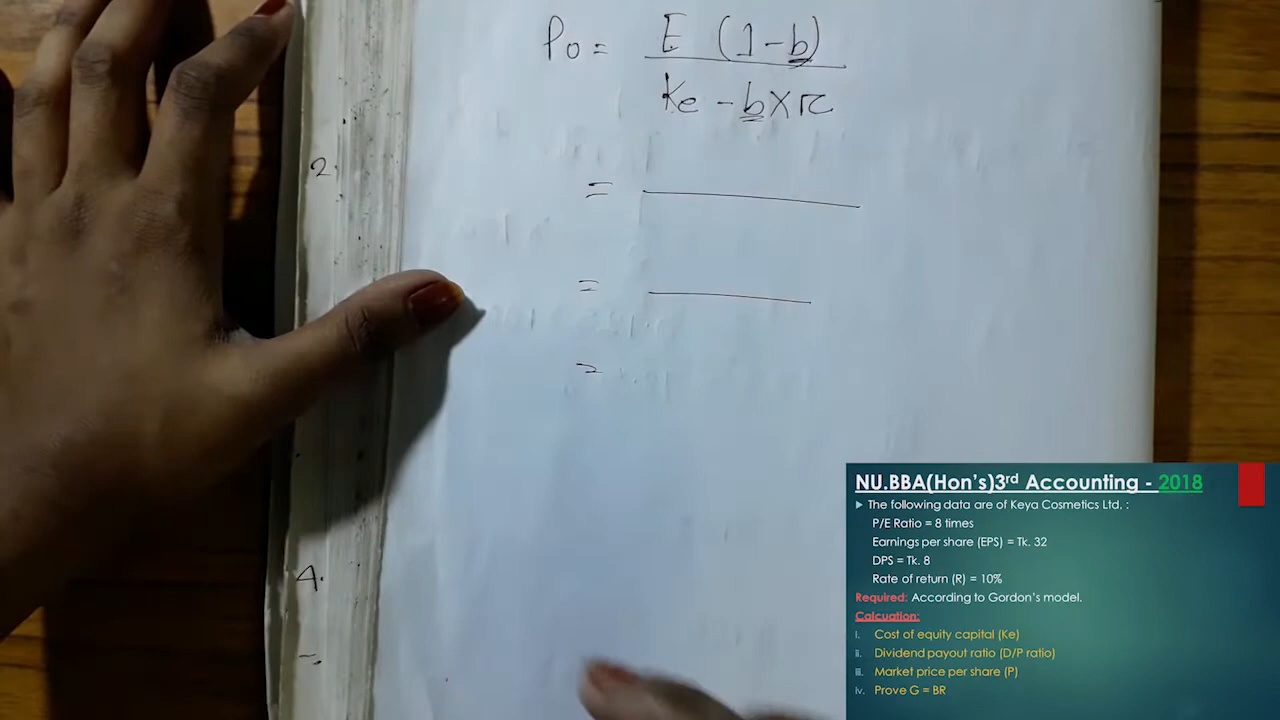 P₀ = E (1-b)
Ke - b×r
=
=
=
2.
4.
NU.BBA(Hon's)3rd Accounting - 2018
The following data are of Keya Cosmetics Ltd. :
P/E Ratio = 8 times
Earnings per share (EPS) = Tk. 32
DPS = Tk. 8
Rate of return (R) = 10%
Required: According to Gordon's model.
Calcuation:
i. Cost of equity capital (Ke)
ii. Dividend payout ratio (D/P ratio)
iii. Market price per share (P)
iv. Prove G = BR